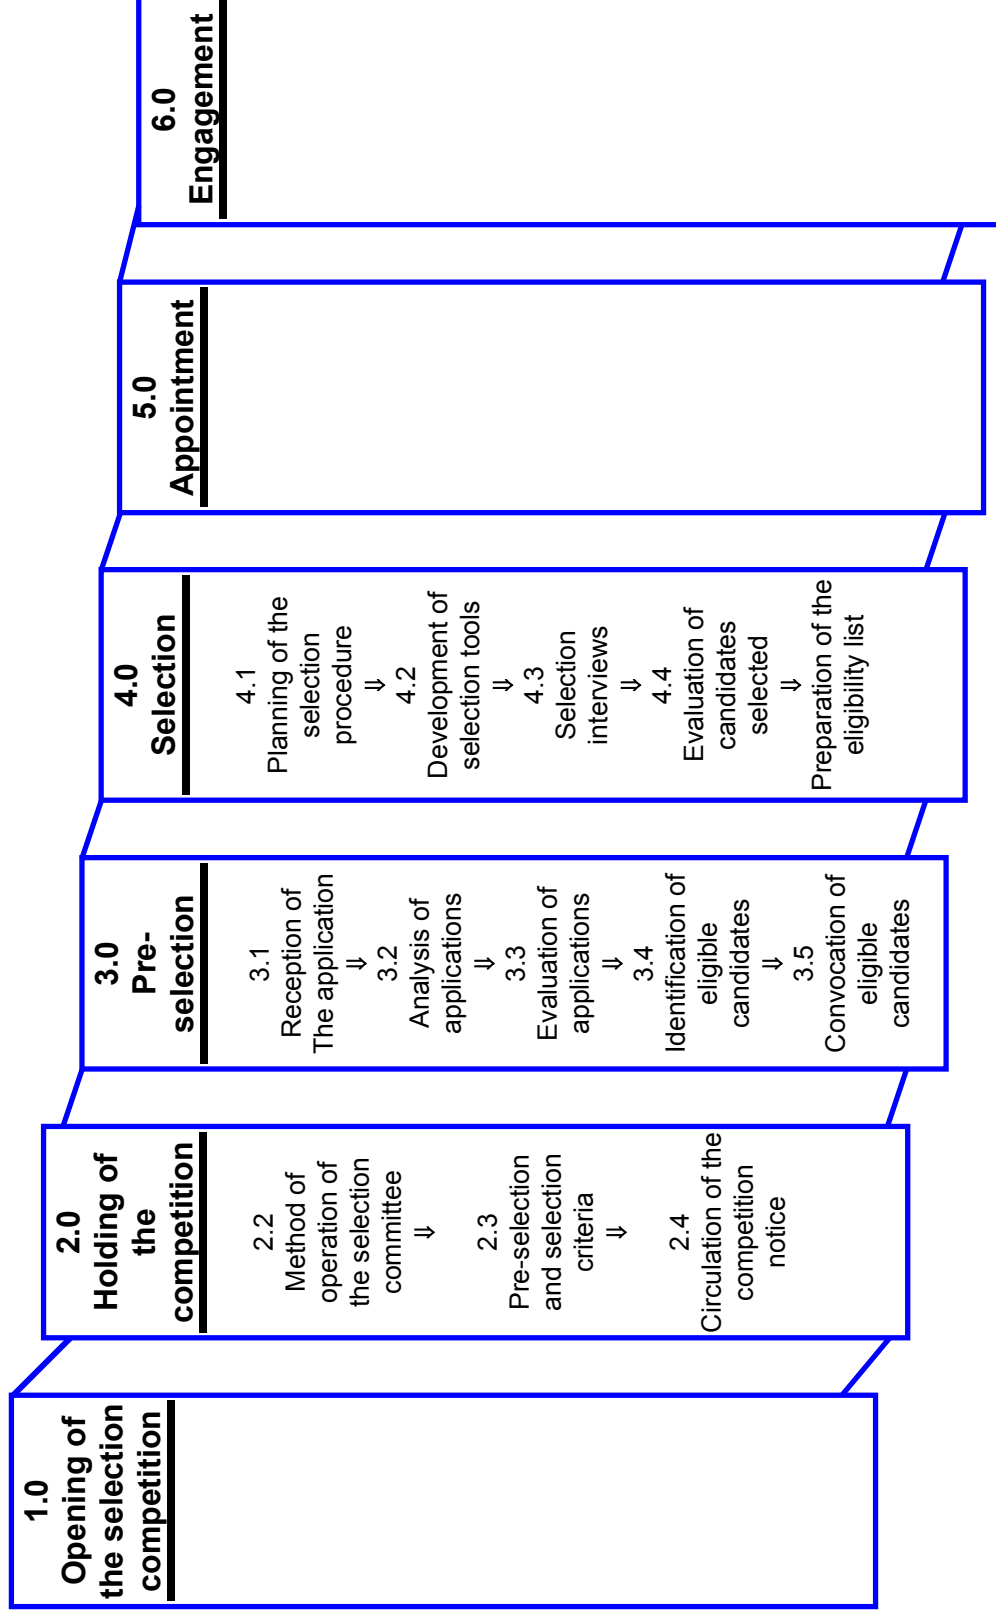 1.0
Opening of
the selection
competition
2.0
Holding of
the
competition
2.2
Method of
operation of
the selection
committee
⇓
2.3
Pre-selection
and selection
criteria
⇓
2.4
Circulation of the
competition
notice
3.0
Pre-
selection
3.1
Reception of
The application
⇓
3.2
Analysis of
applications
⇓
3.3
Evaluation of
applications
⇓
3.4
Identification of
eligible
candidates
⇓
3.5
Convocation of
eligible
candidates
4.0
Selection
4.1
Planning of the
selection
procedure
⇓
4.2
Development of
selection tools
⇓
4.3
Selection
interviews
⇓
4.4
Evaluation of
candidates
selected
⇓
Preparation of the
eligibility list
5.0
Appointment
6.0
Engagement